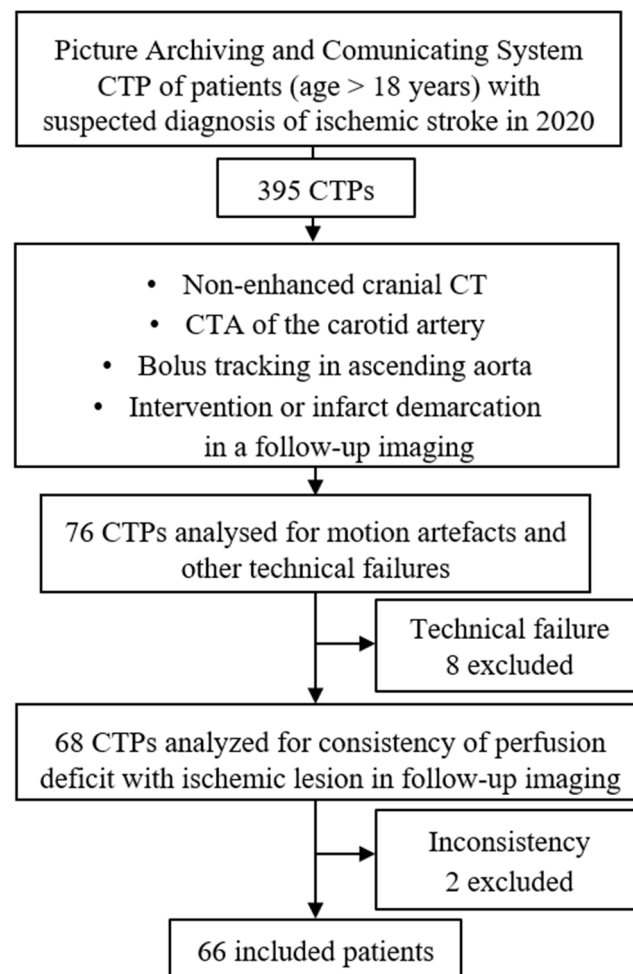 Picture Archiving and Comunicating System
CTP of patients (age > 18 years) with
suspected diagnosis of ischemic stroke in 2020
395 CTPs
• Non-enhanced cranial CT
• CTA of the carotid artery
• Bolus tracking in ascending aorta
• Intervention or infarct demarcation
in a follow-up imaging
76 CTPs analysed for motion artefacts and
other technical failures
Technical failure
8 excluded
68 CTPs analyzed for consistency of perfusion
deficit with ischemic lesion in follow-up imaging
Inconsistency
2 excluded
66 included patients